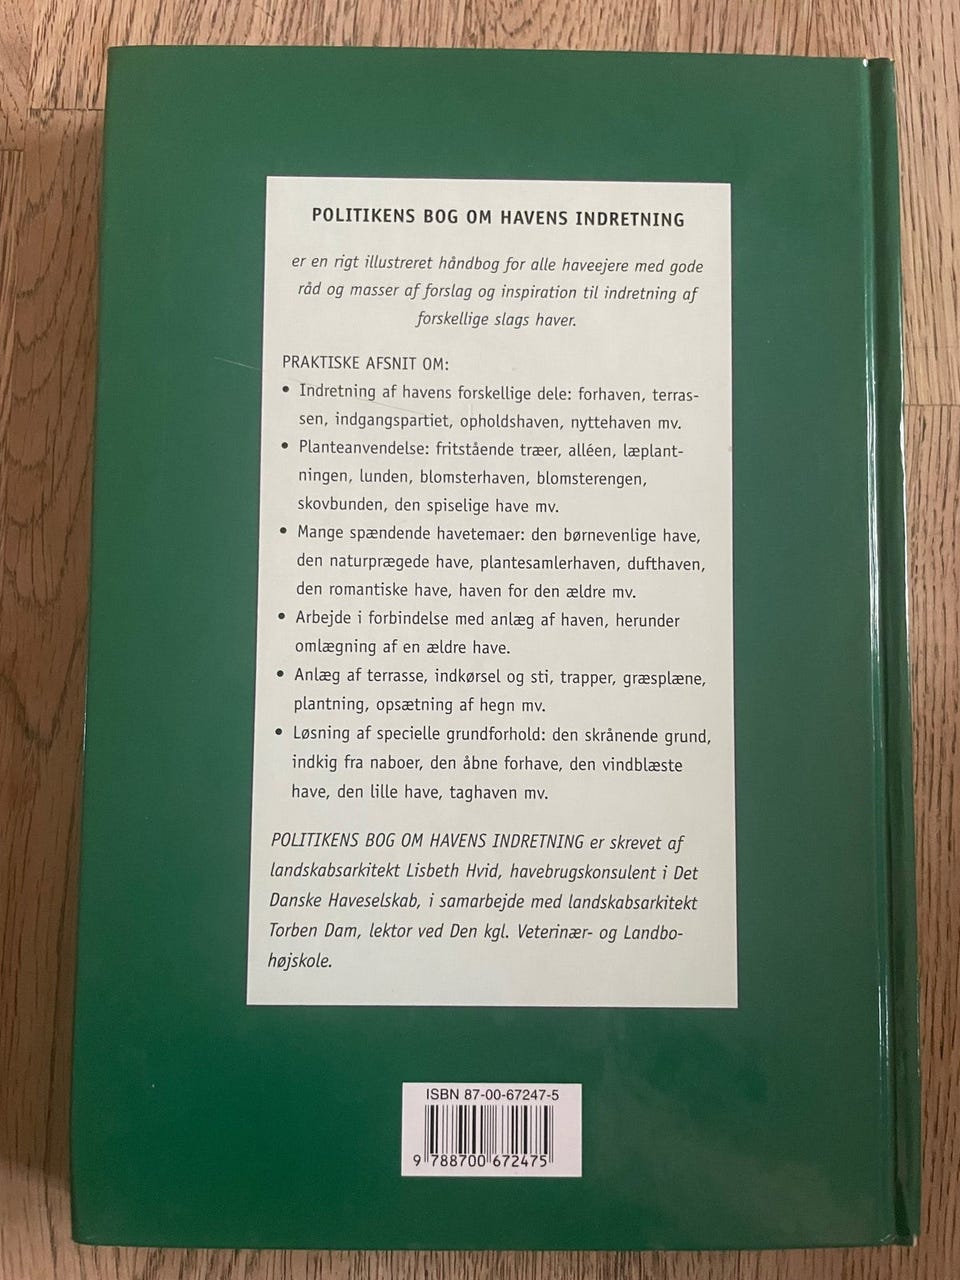 POLITIKENS BOG OM HAVENS INDRETNING
er en rigt illustreret håndbog for alle haveejere med gode
råd og masser af forslag og inspiration til indretning af
forskellige slags haver.
PRAKTISKE AFSNIT OM:
• Indretning af havens forskellige dele: forhaven, terras-
sen, indgangspartiet, opholdshaven, nyttehaven mv.
• Planteanvendelse: fritstående træer, alléen, læplant-
ningen, lunden, blomsterhaven, blomsterengen,
skovbunden, den spiselige have mv.
• Mange spændende havetemaer: den børnevenlige have,
den naturprægede have, plantesamlerhaven, dufthaven,
den romantiske have, haven for den ældre mv.
• Arbejde i forbindelse med anlæg af haven, herunder
omlægning af en ældre have.
• Anlæg af terrasse, indkørsel og sti, trapper, græsplæne,
plantning, opsætning af hegn mv.
• Løsning af specielle grundforhold: den skrånende grund,
indkig fra naboer, den åbne forhave, den vindblæste
have, den lille have, taghaven mv.
POLITIKENS BOG OM HAVENS INDRETNING er skrevet af
landskabsarkitekt Lisbeth Hvid, havebrugskonsulent i Det
Danske Haveselskab, i samarbejde med landskabsarkitekt
Torben Dam, lektor ved Den kgl. Veterinær- og Landbo-
højskole.
ISBN 87-00-67247-5
9 788700 672475